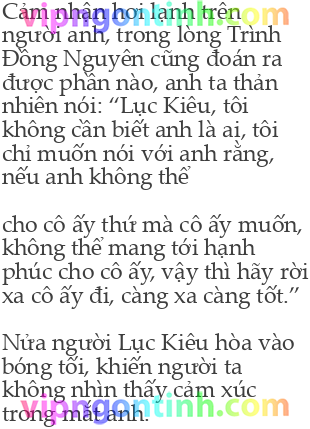 Cảm nhận hơi lạnh trên
người anh, trong lòng Trình
Đồng Nguyên cũng đoán ra
được phần nào, anh ta thản
nhiên nói: “Lục Kiêu, tôi
không cần biết anh là ai, tôi
chỉ muốn nói với anh rằng,
nếu anh không thể
cho cô ấy thứ mà cô ấy muốn,
không thể mang tới hạnh
phúc cho cô ấy, vậy thì hãy rời
xa cô ấy đi, càng xa càng tốt.”
Nửa người Lục Kiêu hòa vào
bóng tối, khiến người ta
không nhìn thấy cảm xúc
trong mắt anh.
vipngontinh.com
vipngontinh.com